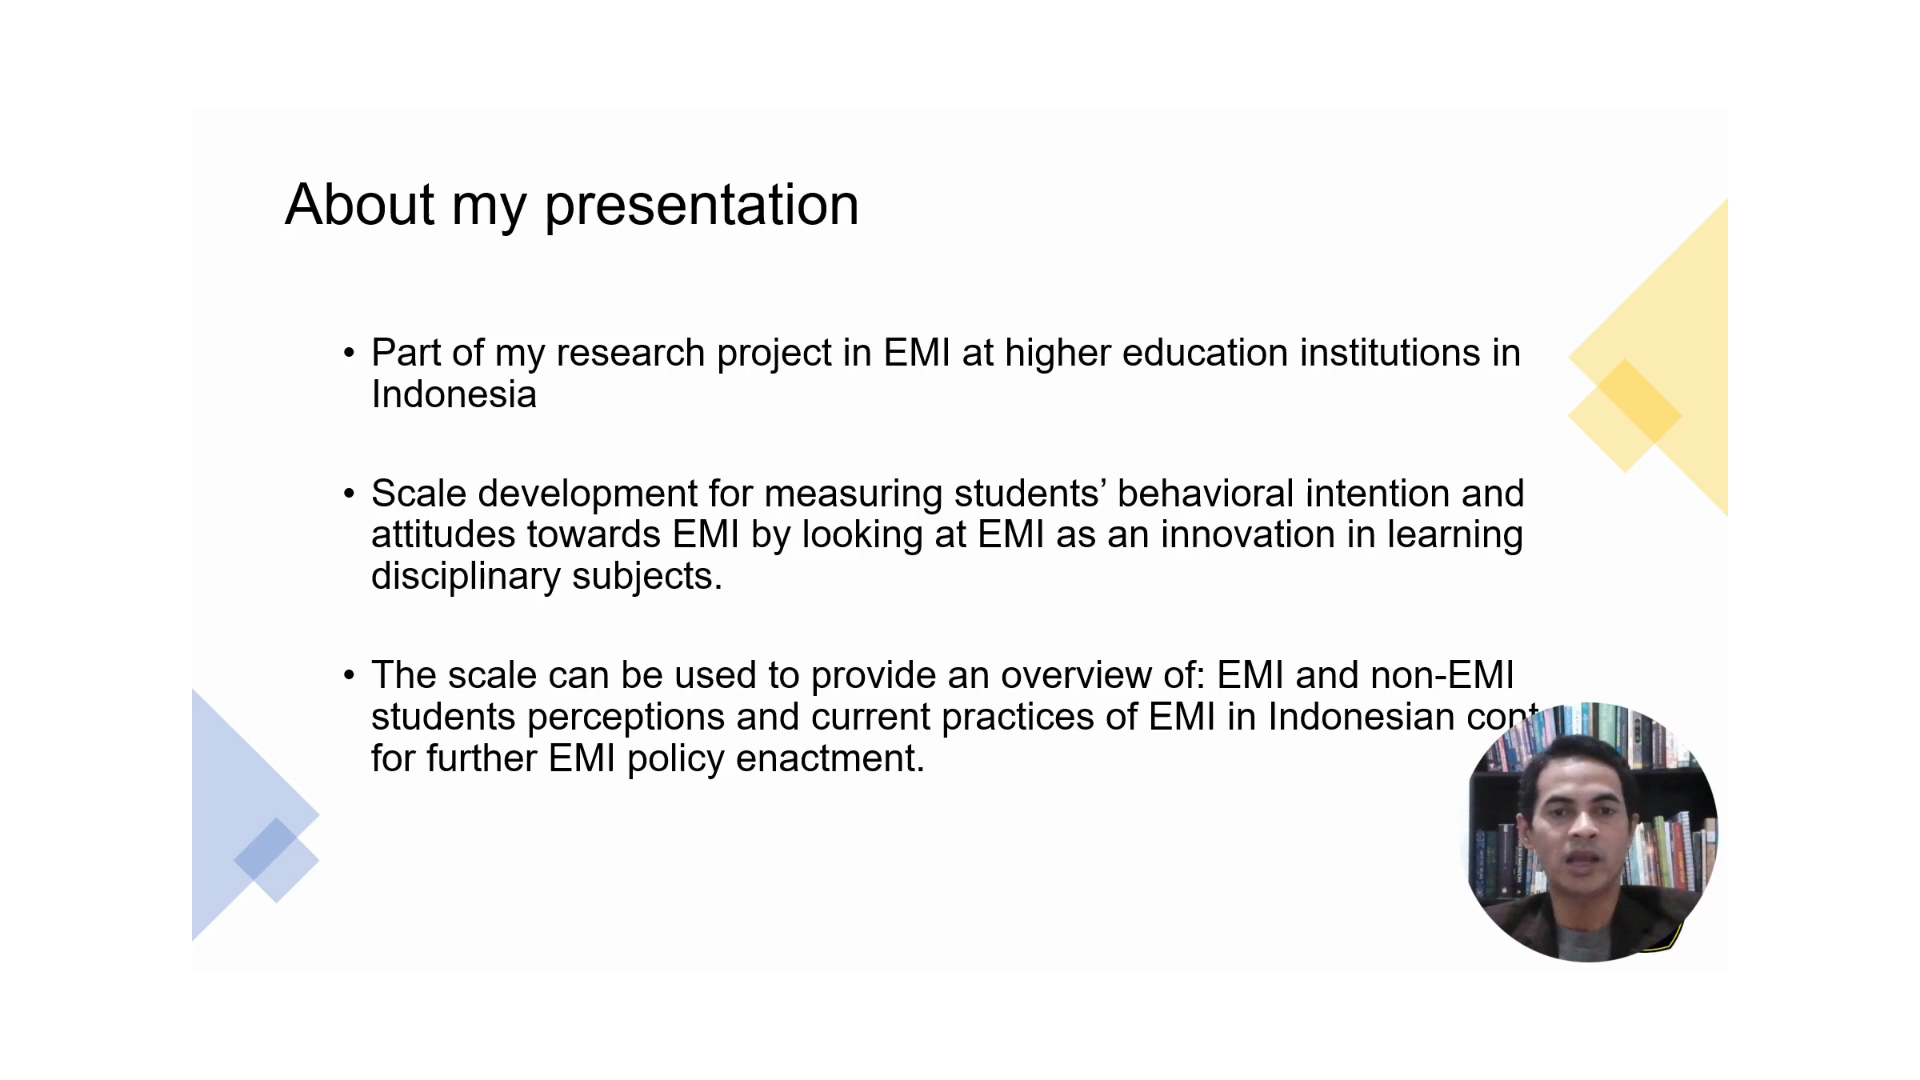 About my presentation
• Part of my research project in EMI at higher education institutions in
Indonesia
• Scale development for measuring students’ behavioral intention and
attitudes towards EMI by looking at EMI as an innovation in learning
disciplinary subjects.
• The scale can be used to provide an overview of: EMI and non-EMI
students perceptions and current practices of EMI in Indonesian
for further EMI policy enactment.